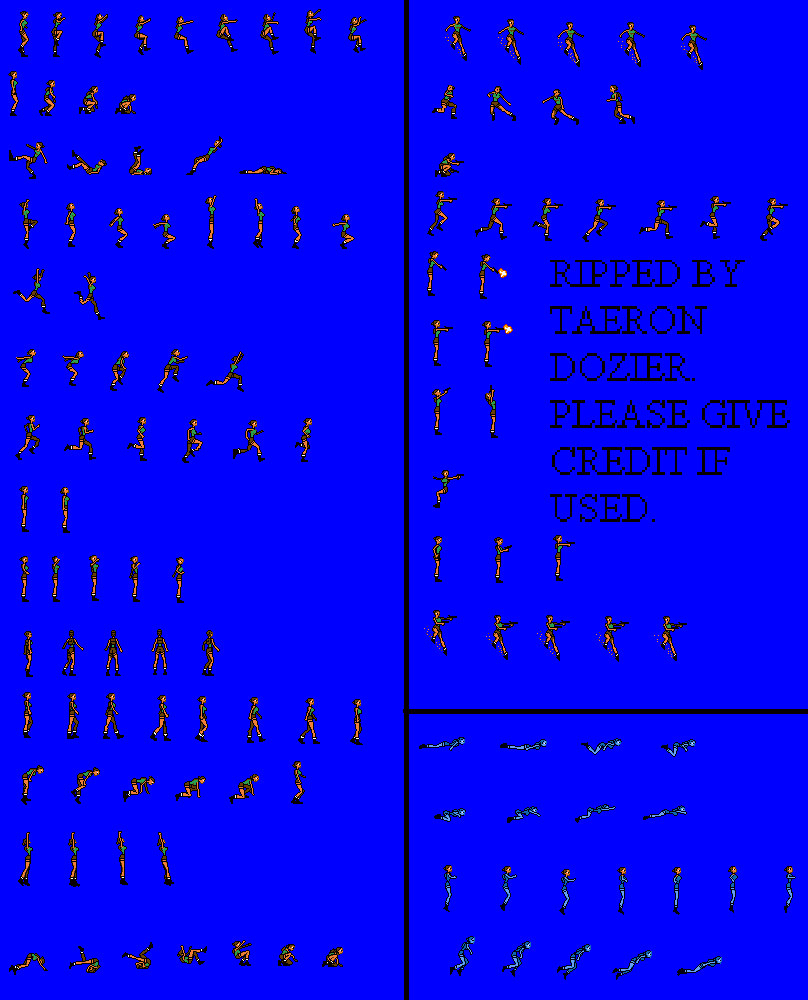 RIPPED BY
TAERON
DOZIER.
PLEASE GIVE
CREDIT IF
USED.